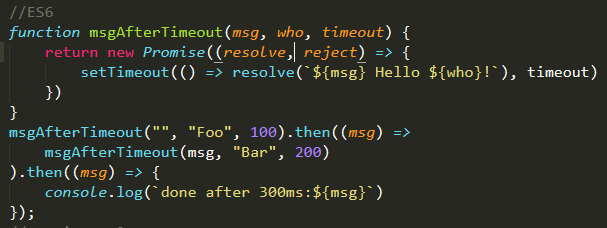 //ES6
function msgAfterTimeout(msg, who, timeout) {
    return new Promise((resolve, reject) => {
        setTimeout(() => resolve(`${msg} Hello ${who}!`), timeout)
    })
}
msgAfterTimeout("", "Foo", 100).then((msg) =>
    msgAfterTimeout(msg, "Bar", 200)
).then((msg) => {
    console.log(`done after 300ms:${msg}`)
});